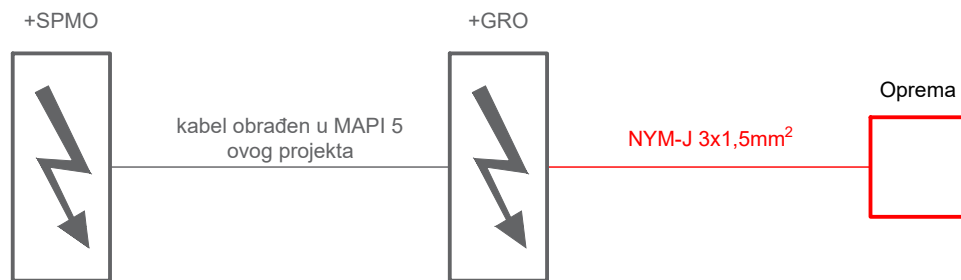 +SPMO
+GRO
Oprema
kabel obrađen u MAPI 5
ovog projekta
NYM-J 3x1,5mm²